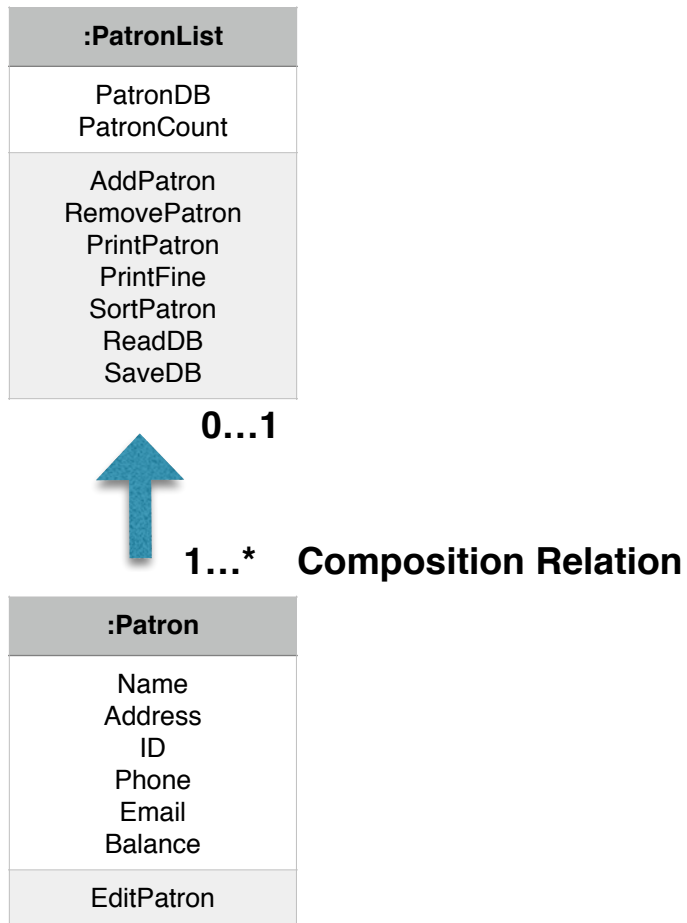 :PatronList
PatronDB
PatronCount
AddPatron
RemovePatron
PrintPatron
PrintFine
SortPatron
ReadDB
SaveDB
0…1
1…* Composition Relation
:Patron
Name
Address
ID
Phone
Email
Balance
EditPatron